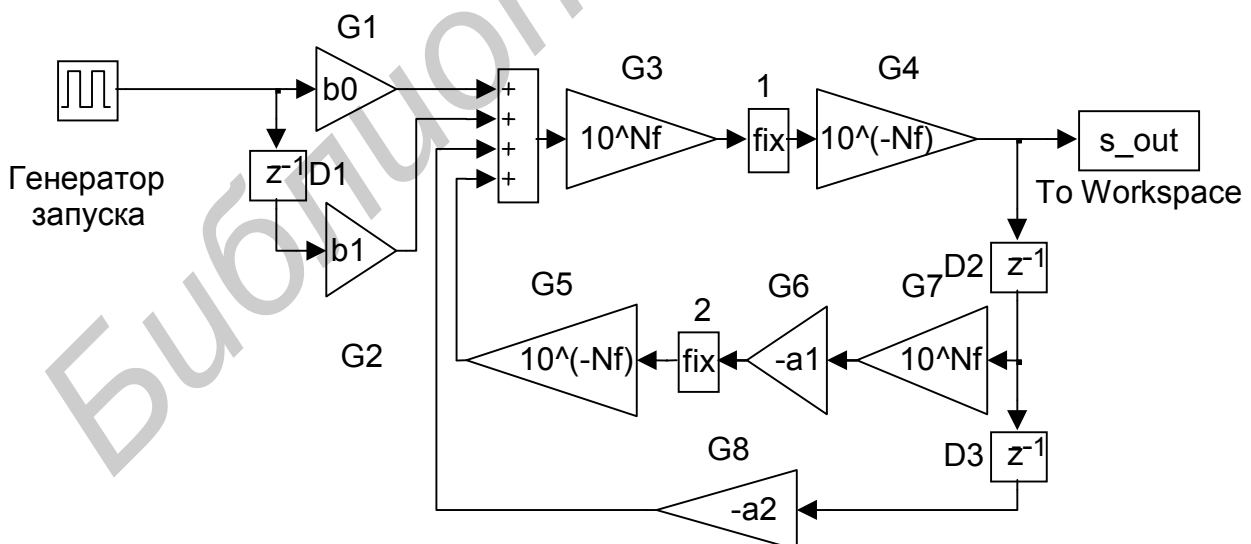 G1
b0
Генератор
запуска
z-1
D1
b1
G2
+
+
+
+
G3
10^Nf
1
fix
G4
10^(-Nf)
s_out
To Workspace
D2
z-1
G5
10^(-Nf)
2
fix
G6
-a1
G7
10^Nf
D3
z-1
G8
-a2